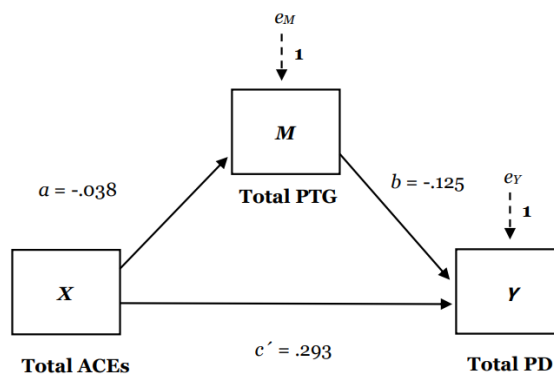 eM
1
M
a = -.038
Total PTG
b = -.125
eY
1
X
Y
Total ACEs
c´ = .293
Total PD